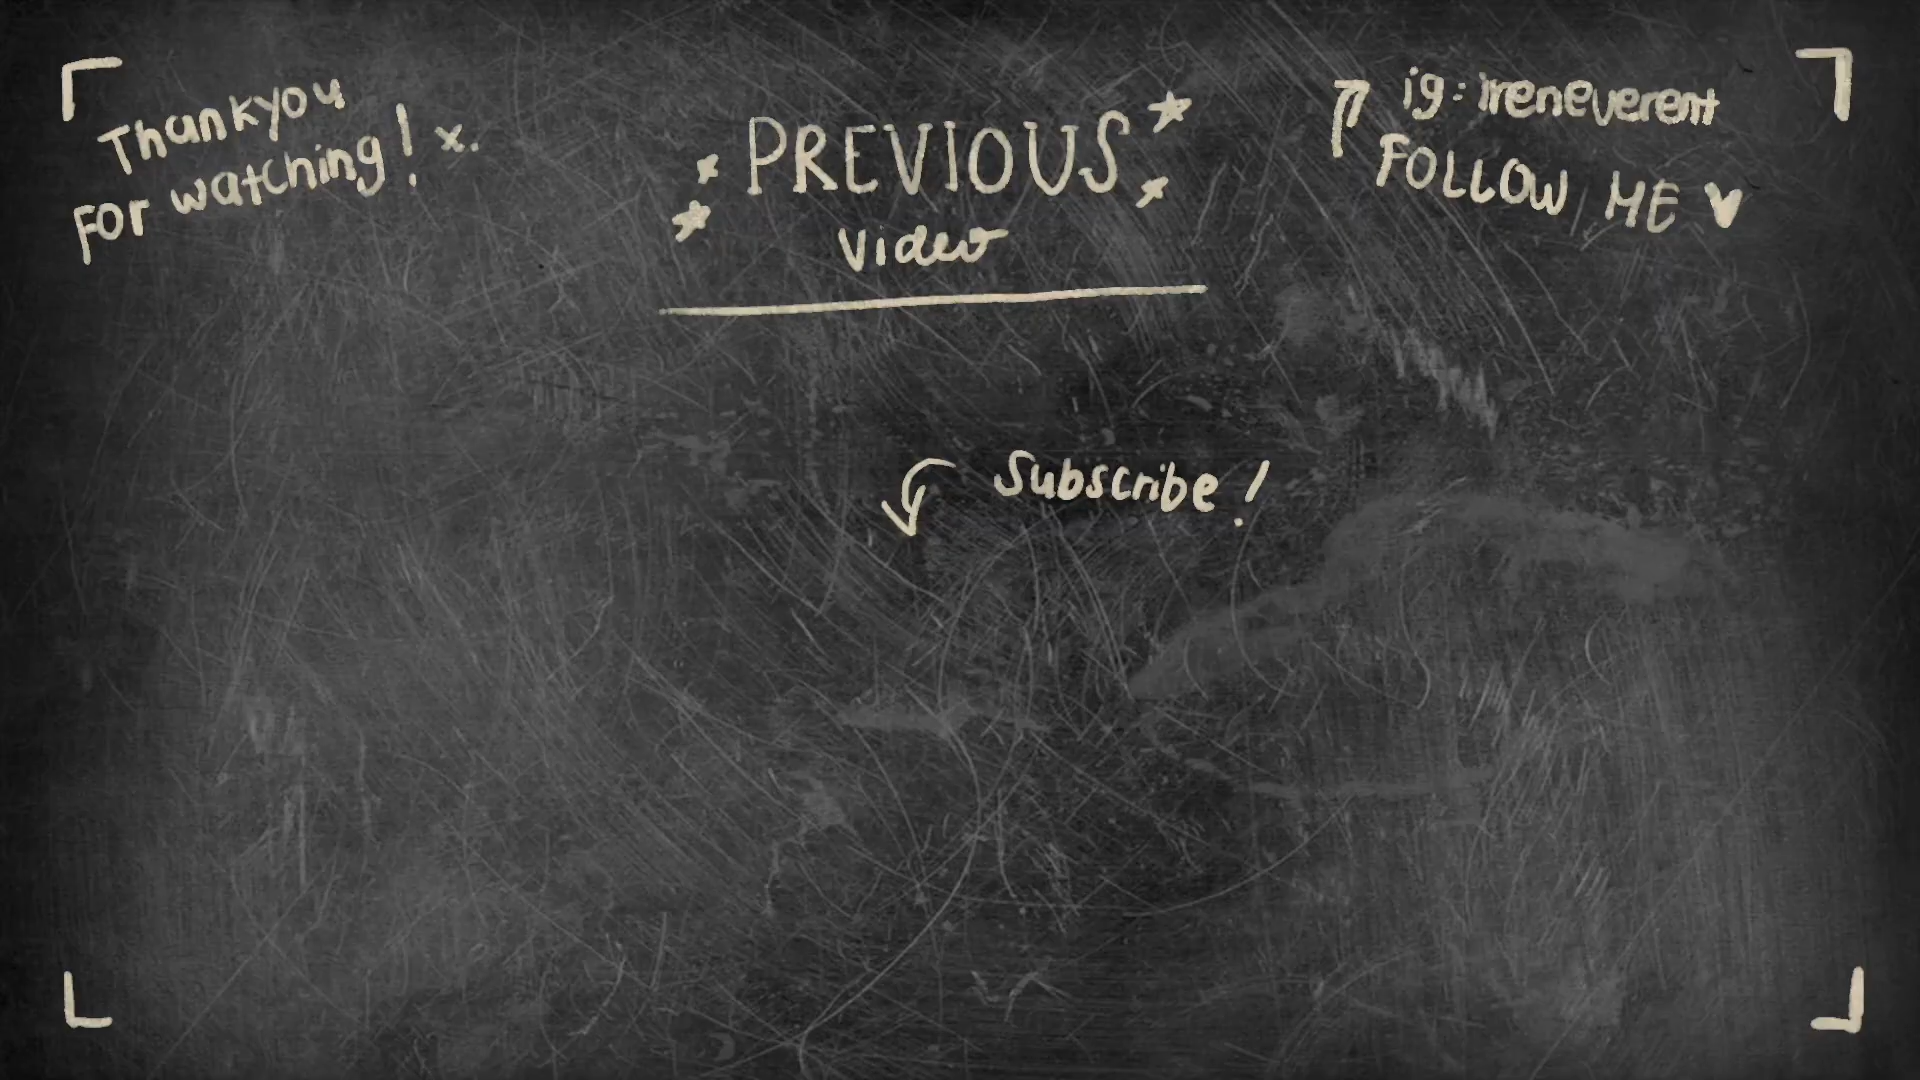 Thankyou
For watching! x.
PREVIOUS
video
ig: ireneverent
FOLLOW ME
Subscribe!